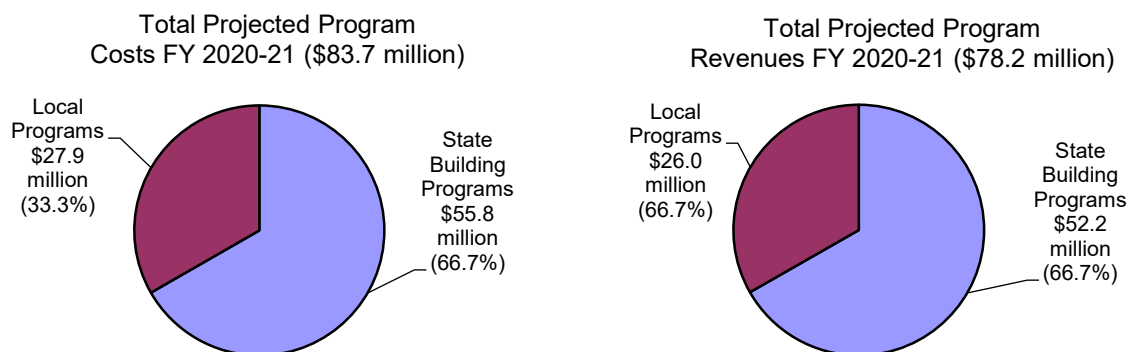 Total Projected Program
Costs FY 2020-21 ($83.7 million)
Local
Programs
$27.9
million
(33.3%)
State
Building
Programs
$55.8
million
(66.7%)
Total Projected Program
Revenues FY 2020-21 ($78.2 million)
Local
Programs
$26.0
million
(66.7%)
State
Building
Programs
$52.2
million
(66.7%)